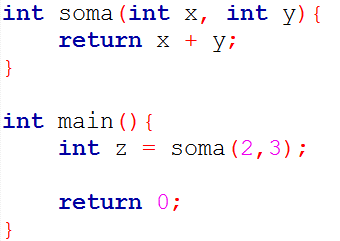 int soma(int x, int y){
    return x + y;
}

int main(){
    int z = soma(2,3);

    return 0;
}